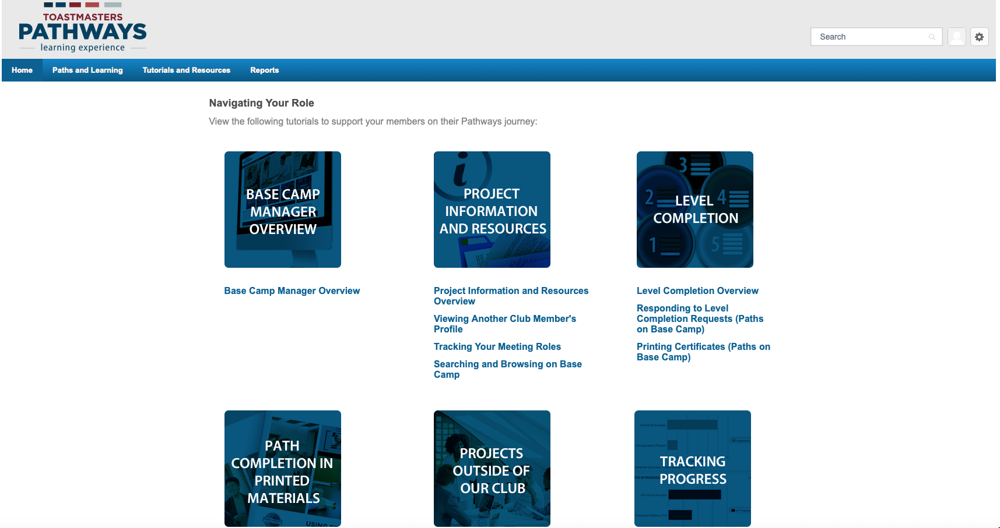 TOASTMASTERS
PATHWAYS
learning experience
Search
Home
Paths and Learning
Tutorials and Resources
Reports
Navigating Your Role
View the following tutorials to support your members on their Pathways journey:
BASE CAMP
MANAGER
OVERVIEW
Base Camp Manager Overview
i
PROJECT
INFORMATION
AND RESOURCES
Project Information and Resources
Overview
Viewing Another Club Member's
Profile
Tracking Your Meeting Roles
Searching and Browsing on Base
Camp
3
2
4
1
5
LEVEL
COMPLETION
Level Completion Overview
Responding to Level
Completion Requests (Paths
on Base Camp)
Printing Certificates (Paths on
Base Camp)
PATH
COMPLETION IN
PRINTED
MATERIALS
USING
PROJECTS
OUTSIDE OF
OUR CLUB
TRACKING
PROGRESS